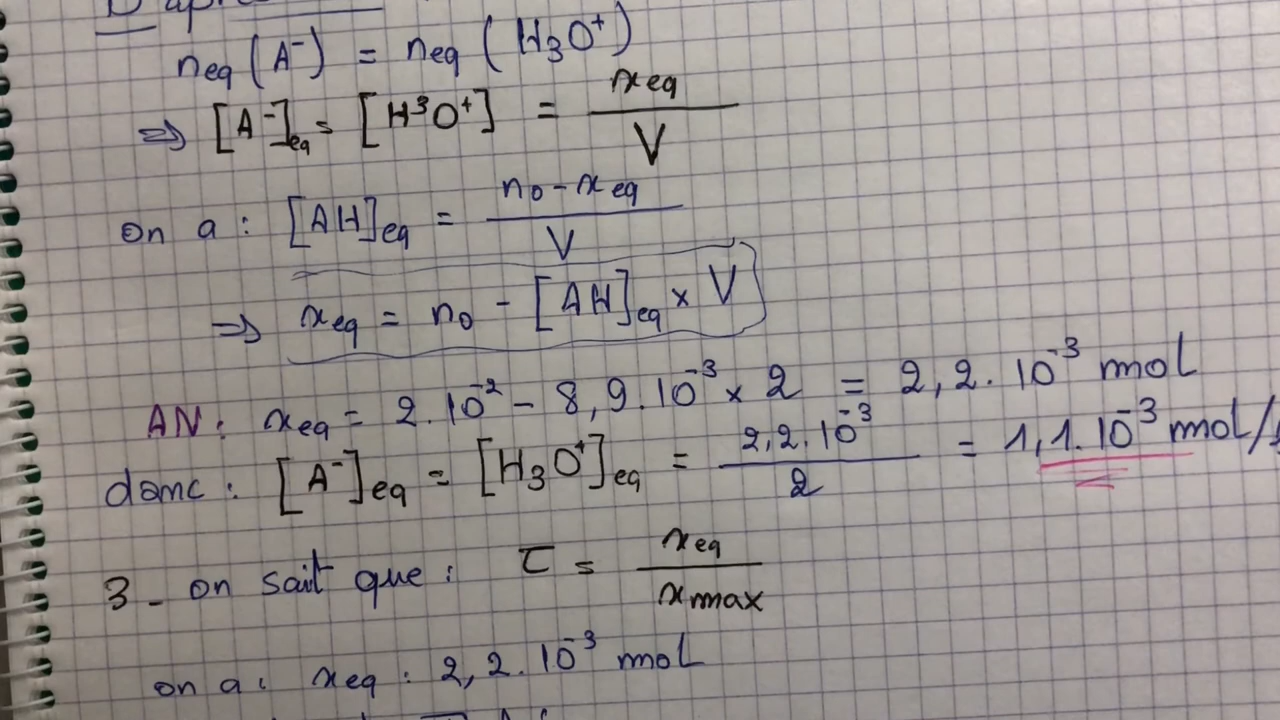 D'après
neq (A⁻) = neq (H₃O⁺)
=> [A⁻]eq = [H³O⁺] = xeq / V
on a : [AH]eq = n₀ - xeq / V
=> xeq = n₀ - [AH]eq × V
AN : xeq = 2.10⁻² - 8,9.10⁻³ × 2 = 2,2.10⁻³ mol
donc : [A⁻]eq = [H₃O⁺]eq = 2,2.10⁻³ / 2 = 1,1.10⁻³ mol/
3 - on sait que : τ = xeq / xmax
on a : xeq : 2,2.10⁻³ mol